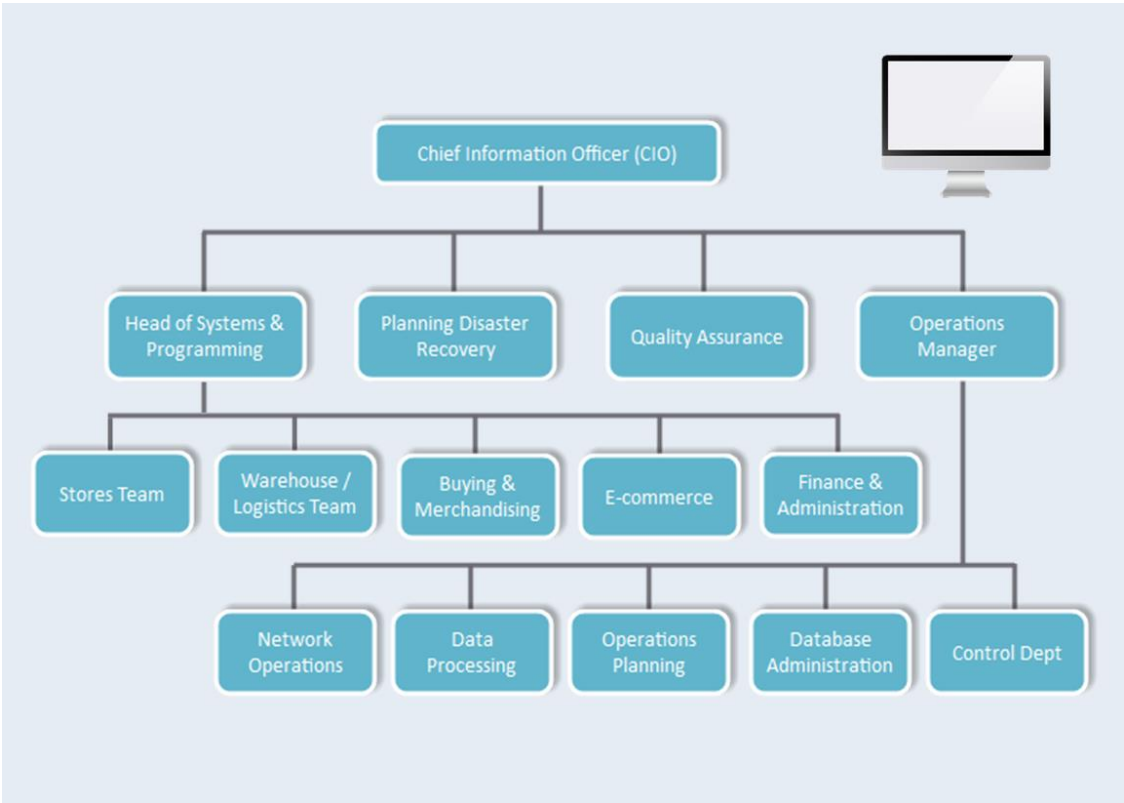 Chief Information Officer (CIO)
Head of Systems &
Programming
Planning Disaster
Recovery
Quality Assurance
Operations
Manager
Stores Team
Warehouse /
Logistics Team
Buying &
Merchandising
E-commerce
Finance &
Administration
Network
Operations
Data
Processing
Operations
Planning
Database
Administration
Control Dept